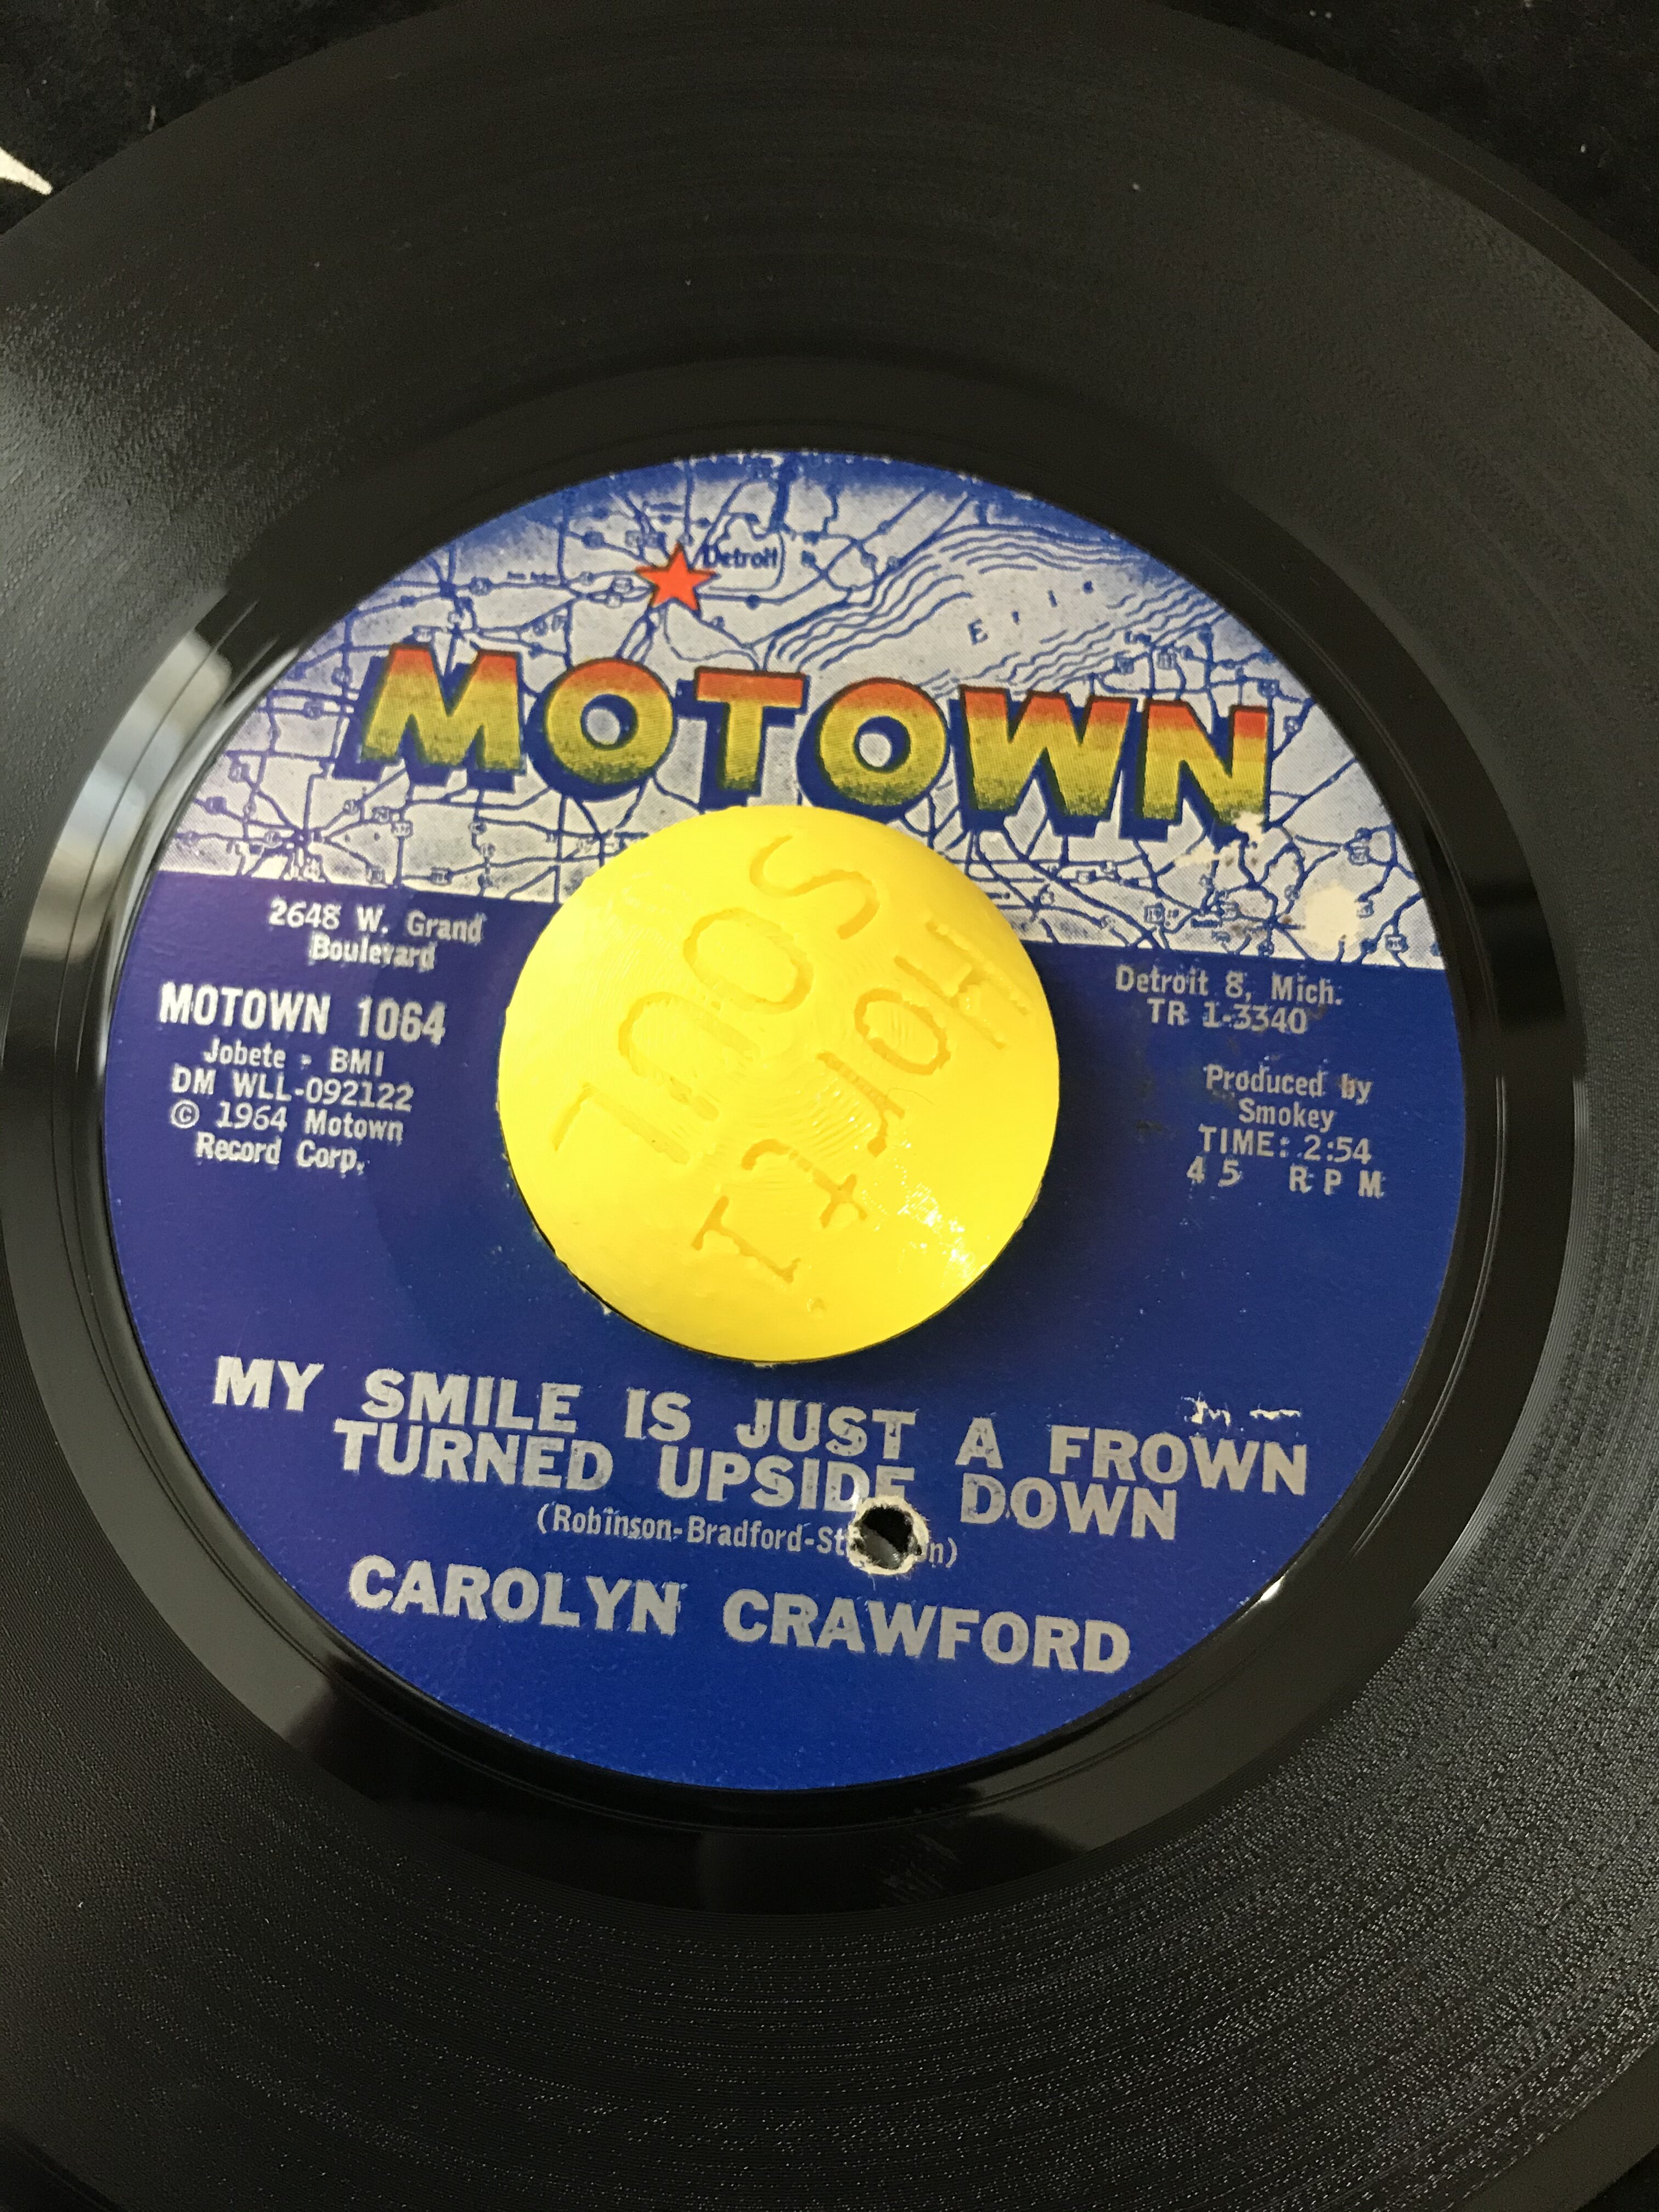 Detroit
Erie
MOTOWN
2648 W. Grand
Boulevard
MOTOWN 1064
Jobete - BMI
DM WLL-092122
© 1964 Motown
Record Corp.
SOUL
Detroit 8, Mich.
TR 1-3340
Produced by
Smokey
TIME: 2:54
45 RPM
MY SMILE IS JUST A FROWN
TURNED UPSIDE DOWN
(Robinson-Bradford-
CAROLYN CRAWFORD